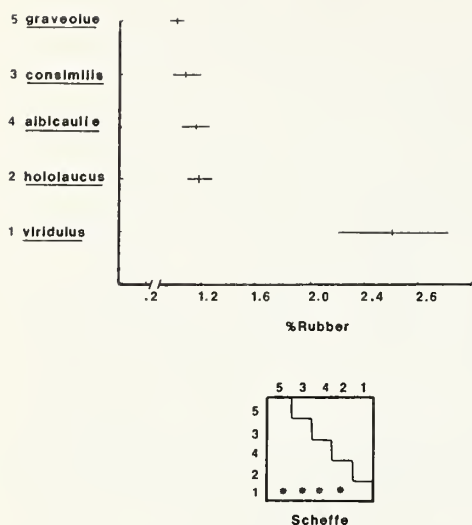 5 graveolue
3 consimilis
4 albicaulie
2 hololaucus
1 viridulus
.2 1.2 1.6 2.0 2.4 2.6
%Rubber
5 3 4 2 1
5
3
4
2
1
Scheffe